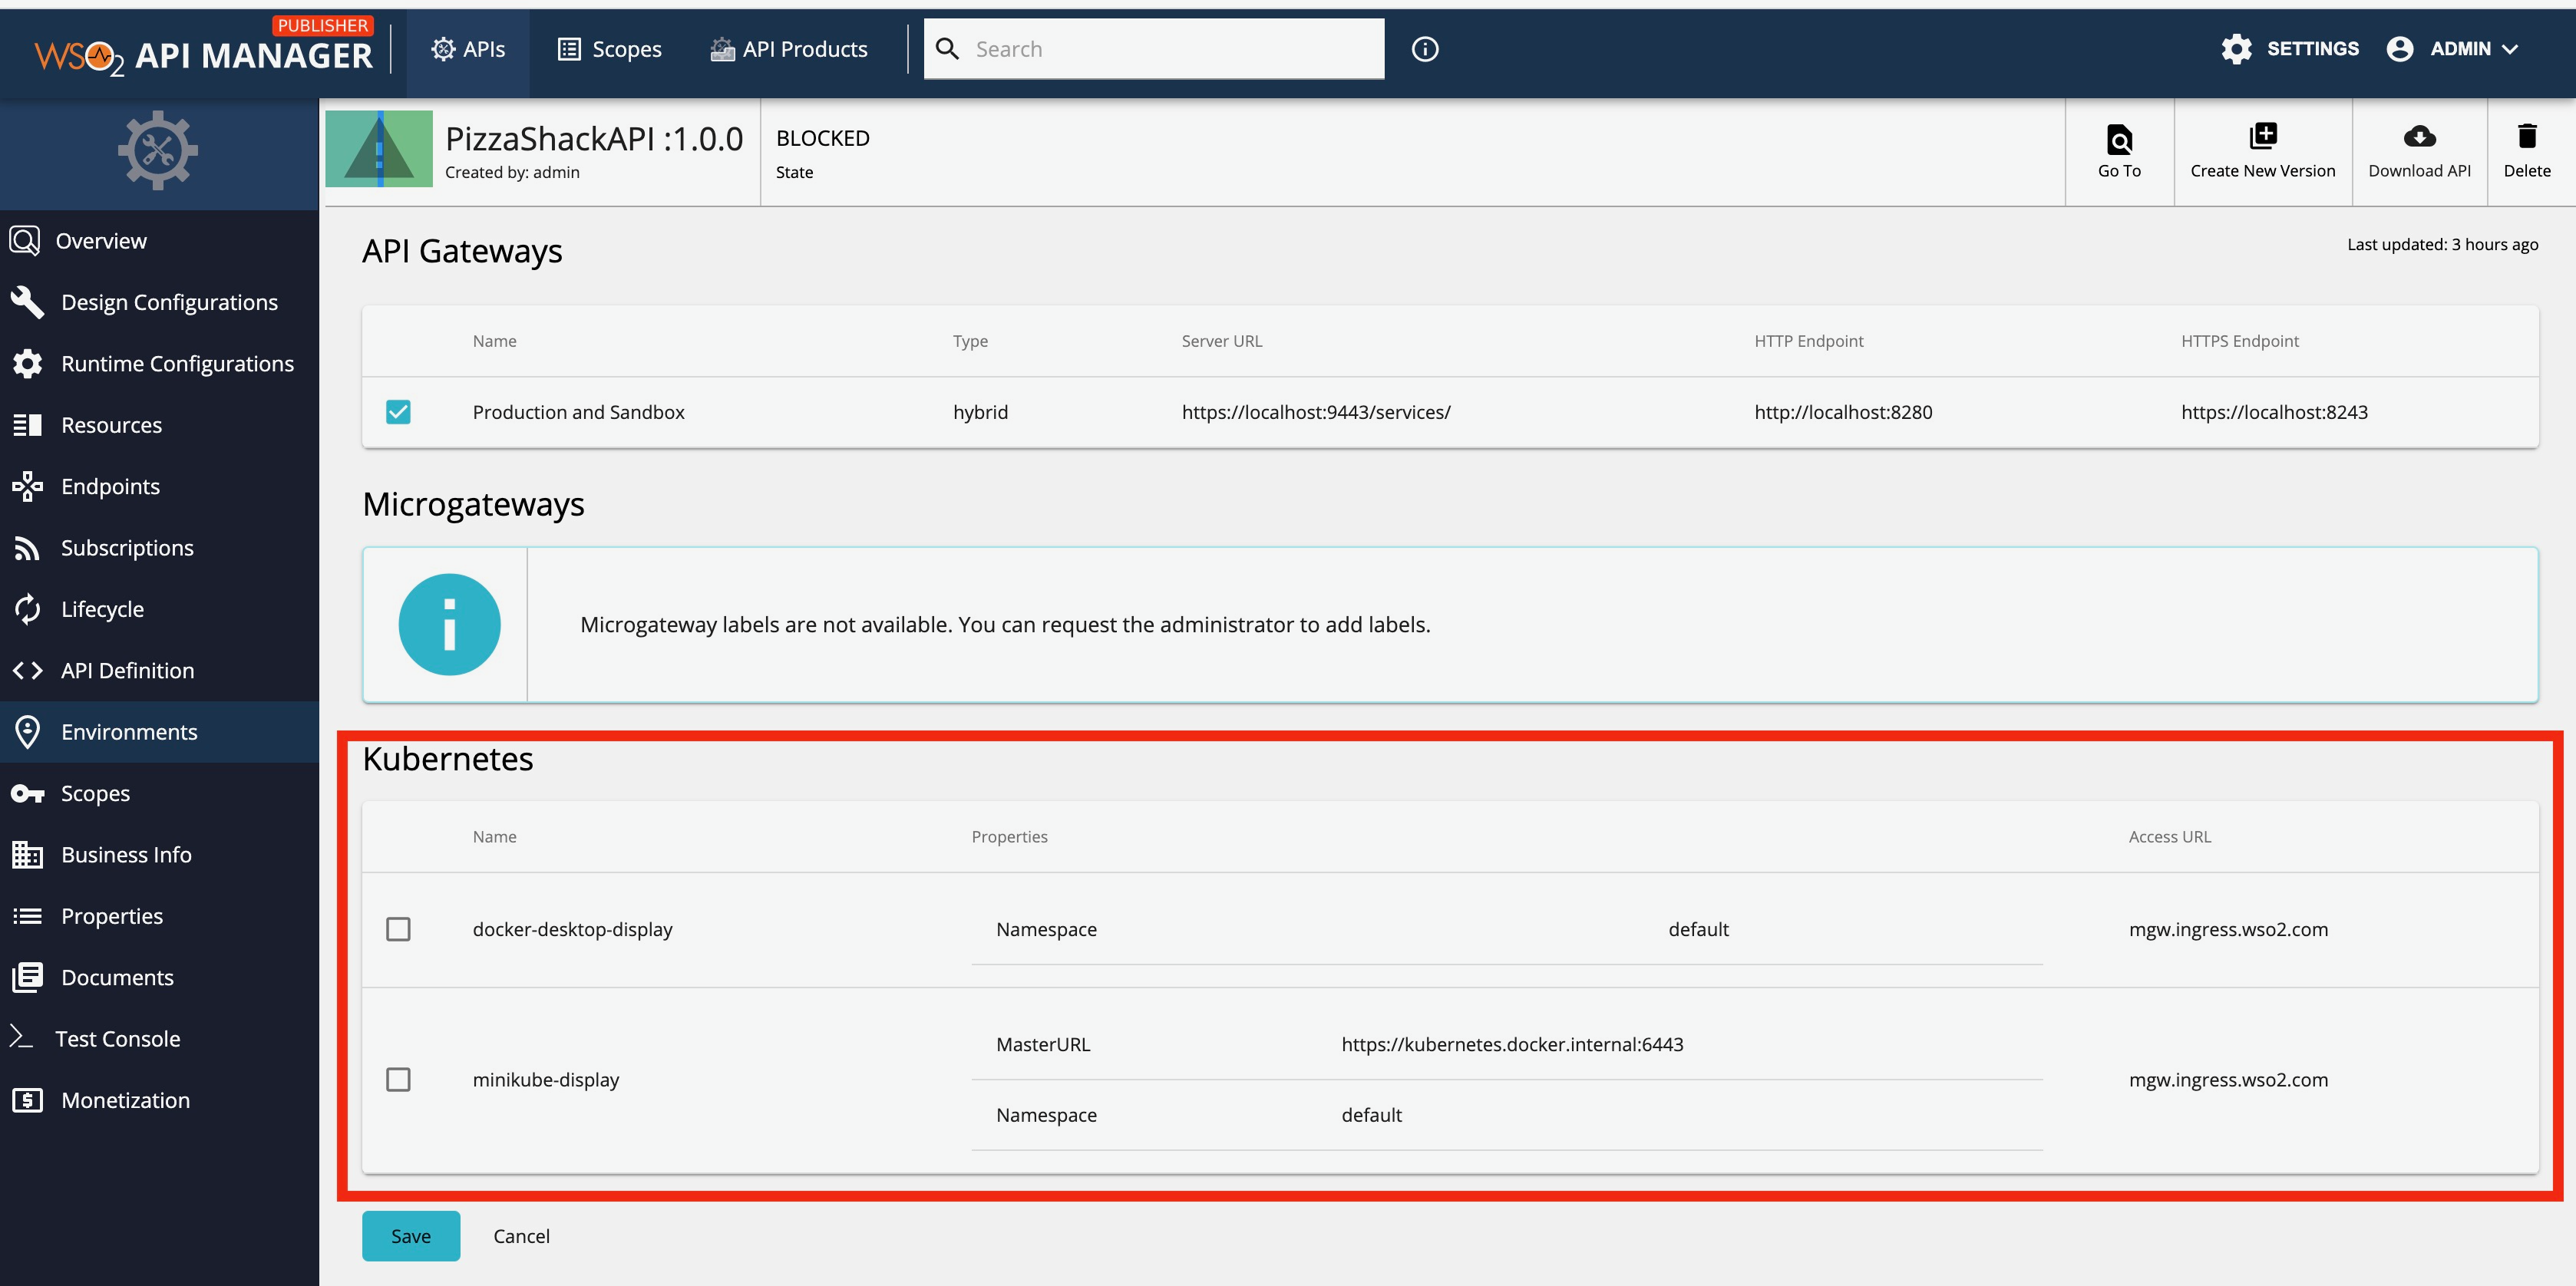 PUBLISHER
WSO2 API MANAGER
APIs
Scopes
API Products
Search
SETTINGS
ADMIN
PizzaShackAPI :1.0.0
Created by: admin
BLOCKED
State
Go To
Create New Version
Download API
Delete
Overview
Design Configurations
Runtime Configurations
Resources
Endpoints
Subscriptions
Lifecycle
API Definition
Environments
Scopes
Business Info
Properties
Documents
Test Console
Monetization
API Gateways
Last updated: 3 hours ago
Name Type Server URL HTTP Endpoint HTTPS Endpoint
Production and Sandbox hybrid https://localhost:9443/services/ http://localhost:8280 https://localhost:8243
Microgateways
Microgateway labels are not available. You can request the administrator to add labels.
Kubernetes
Name Properties Access URL
docker-desktop-display Namespace default mgw.ingress.wso2.com
MasterURL https://kubernetes.docker.internal:6443
minikube-display mgw.ingress.wso2.com
Namespace default
Save Cancel